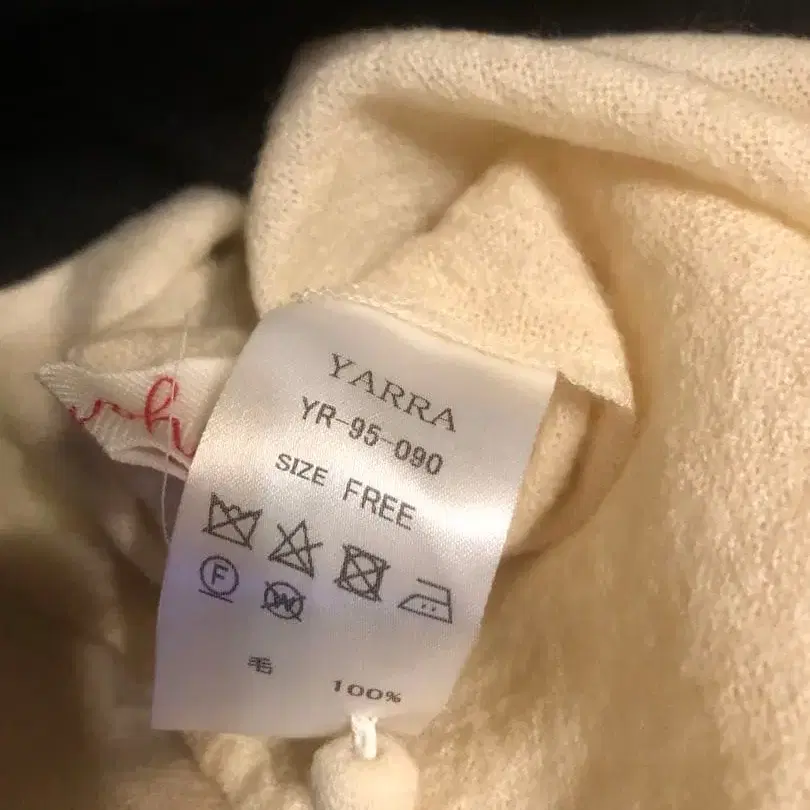 YARRA
YR-95-090
SIZE FREE
F W
毛 100%